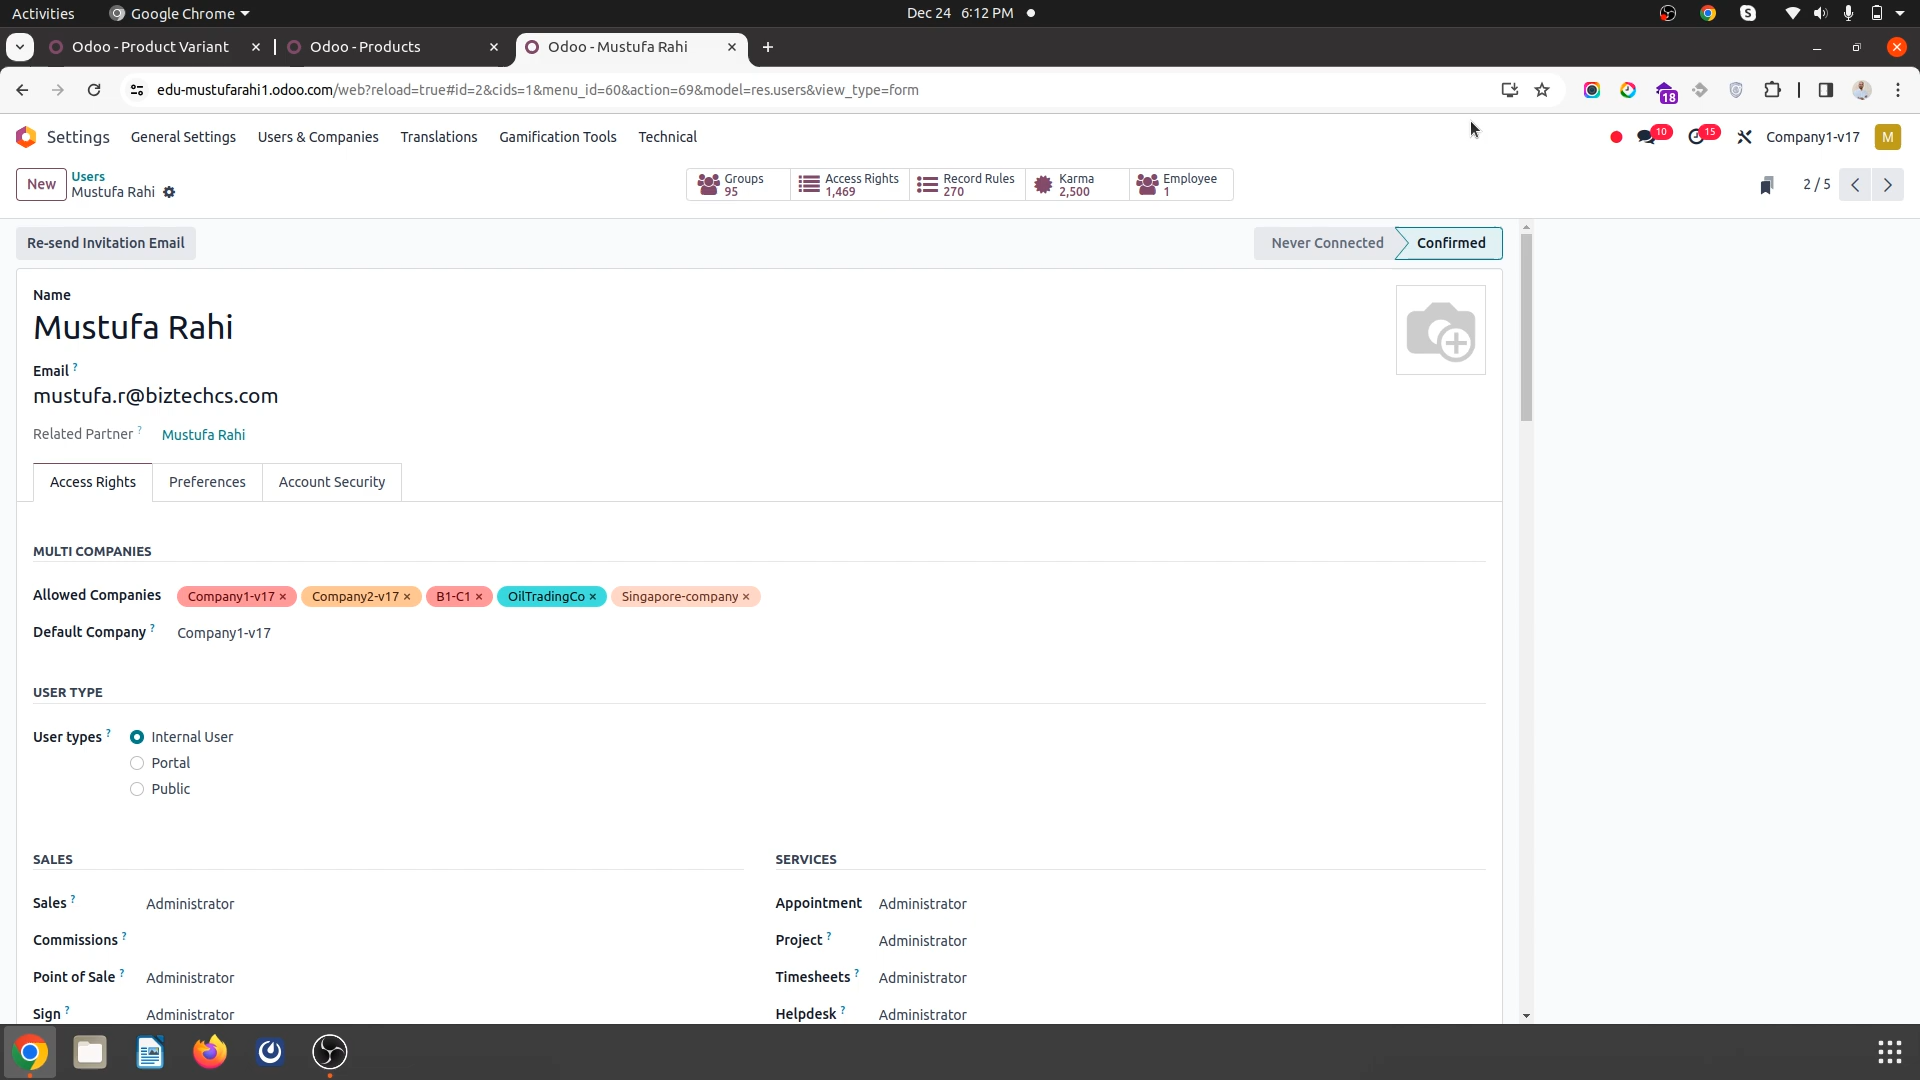 Activities Google Chrome Dec 24 6:12 PM
Odoo - Product Variant Odoo - Products Odoo - Mustufa Rahi
edu-mustufarahi1.odoo.com/web?reload=true#id=2&cids=1&menu_id=60&action=69&model=res.users&view_type=form 18
Settings General Settings Users & Companies Translations Gamification Tools Technical 10 15 Company1-v17 M
New Users Mustufa Rahi
Groups 95 Access Rights 1,469 Record Rules 270 Karma 2,500 Employee 1 2 / 5
Re-send Invitation Email Never Connected Confirmed
Name
Mustufa Rahi
Email ?
mustufa.r@biztechcs.com
Related Partner ? Mustufa Rahi
Access Rights Preferences Account Security
MULTI COMPANIES
Allowed Companies Company1-v17 × Company2-v17 × B1-C1 × OilTradingCo × Singapore-company ×
Default Company ? Company1-v17
USER TYPE
User types ? Internal User
Portal
Public
SALES SERVICES
Sales ? Administrator Appointment Administrator
Commissions ? Project ? Administrator
Point of Sale ? Administrator Timesheets ? Administrator
Sign ? Administrator Helpdesk ? Administrator